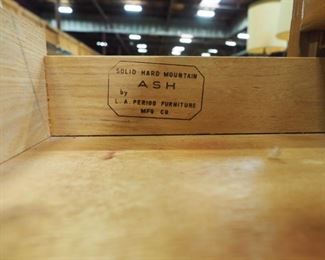 SOLID HARD MOUNTAIN
ASH
by
L.A. PERIOD FURNITURE
MFG. CO.